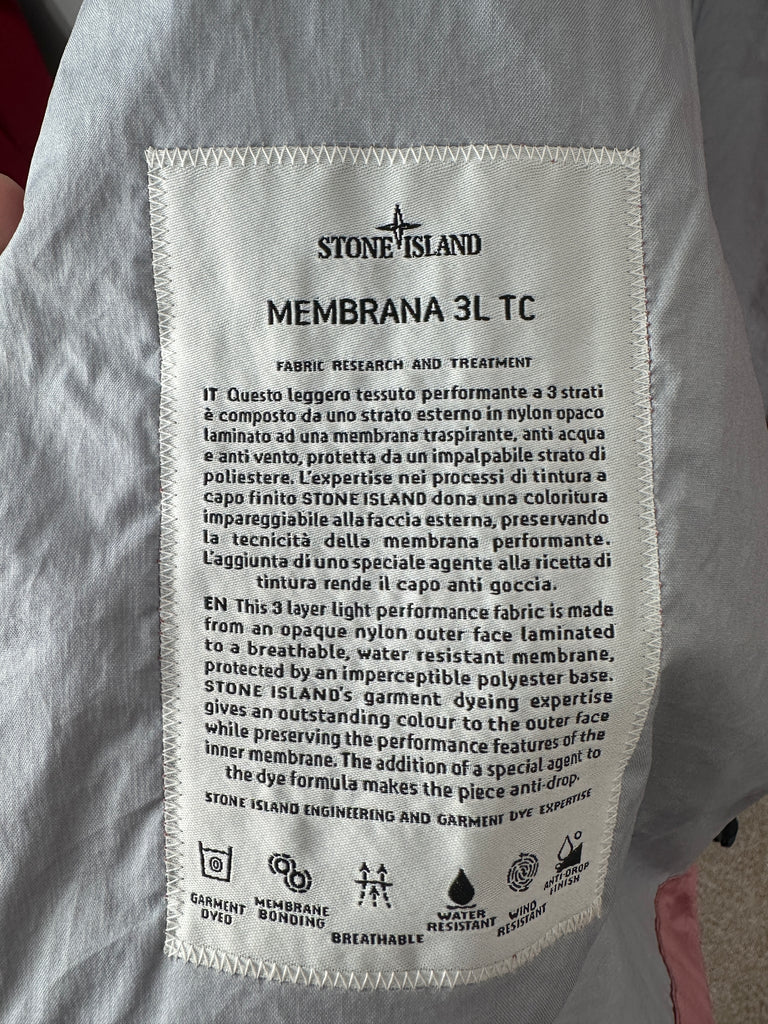 STONE ISLAND
MEMBRANA 3L TC
FABRIC RESEARCH AND TREATMENT
IT Questo leggero tessuto performante a 3 strati
è composto da uno strato esterno in nylon opaco
laminato ad una membrana traspirante, anti acqua
e anti vento, protetta da un impalpabile strato di
poliestere. L'expertise nei processi di tintura a
capo finito STONE ISLAND dona una coloritura
impareggiabile alla faccia esterna, preservando
la tecnicità della membrana performante.
L'aggiunta di uno speciale agente alla ricetta di
tintura rende il capo anti goccia.
EN This 3 layer light performance fabric is made
from an opaque nylon outer face laminated
to a breathable, water resistant membrane,
protected by an imperceptible polyester base.
STONE ISLAND's garment dyeing expertise
gives an outstanding colour to the outer face
while preserving the performance features of the
inner membrane. The addition of a special agent to
the dye formula makes the piece anti-drop.
STONE ISLAND ENGINEERING AND GARMENT DYE EXPERTISE
GARMENT
DYED
MEMBRANE
BONDING
BREATHABLE
WATER
RESISTANT
WIND
RESISTANT
ANTI-DROP
FINISH